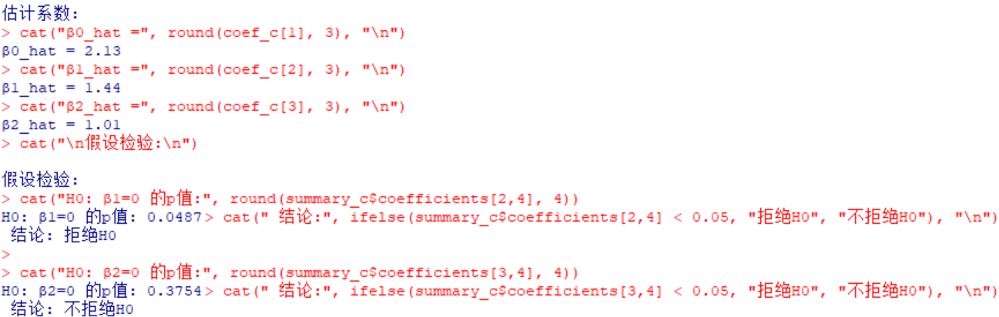 估计系数:
> cat("β0_hat =", round(coef_c[1], 3), "\n")
β0_hat = 2.13
> cat("β1_hat =", round(coef_c[2], 3), "\n")
β1_hat = 1.44
> cat("β2_hat =", round(coef_c[3], 3), "\n")
β2_hat = 1.01
> cat("\n假设检验:\n")
假设检验:
> cat("H0: β1=0 的p值:", round(summary_c$coefficients[2,4], 4))
H0: β1=0 的p值: 0.0487> cat(" 结论:", ifelse(summary_c$coefficients[2,4] < 0.05, "拒绝H0", "不拒绝H0"), "\n")
结论: 拒绝H0
>
> cat("H0: β2=0 的p值:", round(summary_c$coefficients[3,4], 4))
H0: β2=0 的p值: 0.3754> cat(" 结论:", ifelse(summary_c$coefficients[3,4] < 0.05, "拒绝H0", "不拒绝H0"), "\n")
结论: 不拒绝H0